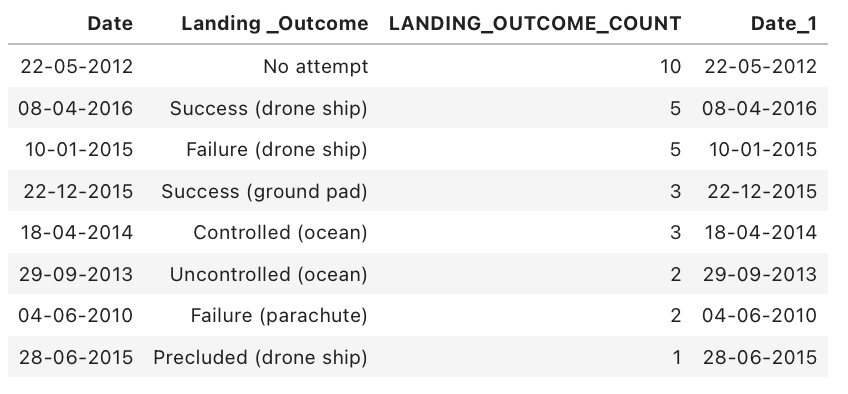 Date Landing _Outcome LANDING_OUTCOME_COUNT Date_1
22-05-2012 No attempt 10 22-05-2012
08-04-2016 Success (drone ship) 5 08-04-2016
10-01-2015 Failure (drone ship) 5 10-01-2015
22-12-2015 Success (ground pad) 3 22-12-2015
18-04-2014 Controlled (ocean) 3 18-04-2014
29-09-2013 Uncontrolled (ocean) 2 29-09-2013
04-06-2010 Failure (parachute) 2 04-06-2010
28-06-2015 Precluded (drone ship) 1 28-06-2015